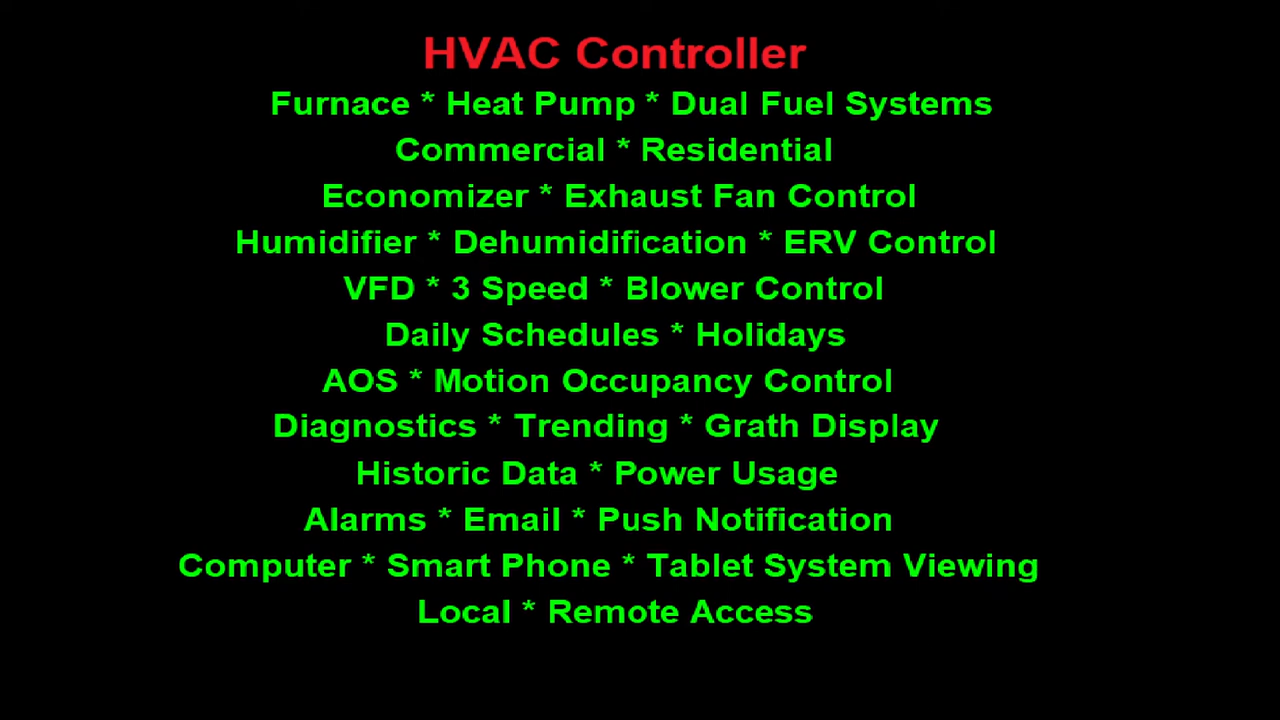 HVAC Controller
Furnace * Heat Pump * Dual Fuel Systems
Commercial * Residential
Economizer * Exhaust Fan Control
Humidifier * Dehumidification * ERV Control
VFD * 3 Speed * Blower Control
Daily Schedules * Holidays
AOS * Motion Occupancy Control
Diagnostics * Trending * Grath Display
Historic Data * Power Usage
Alarms * Email * Push Notification
Computer * Smart Phone * Tablet System Viewing
Local * Remote Access